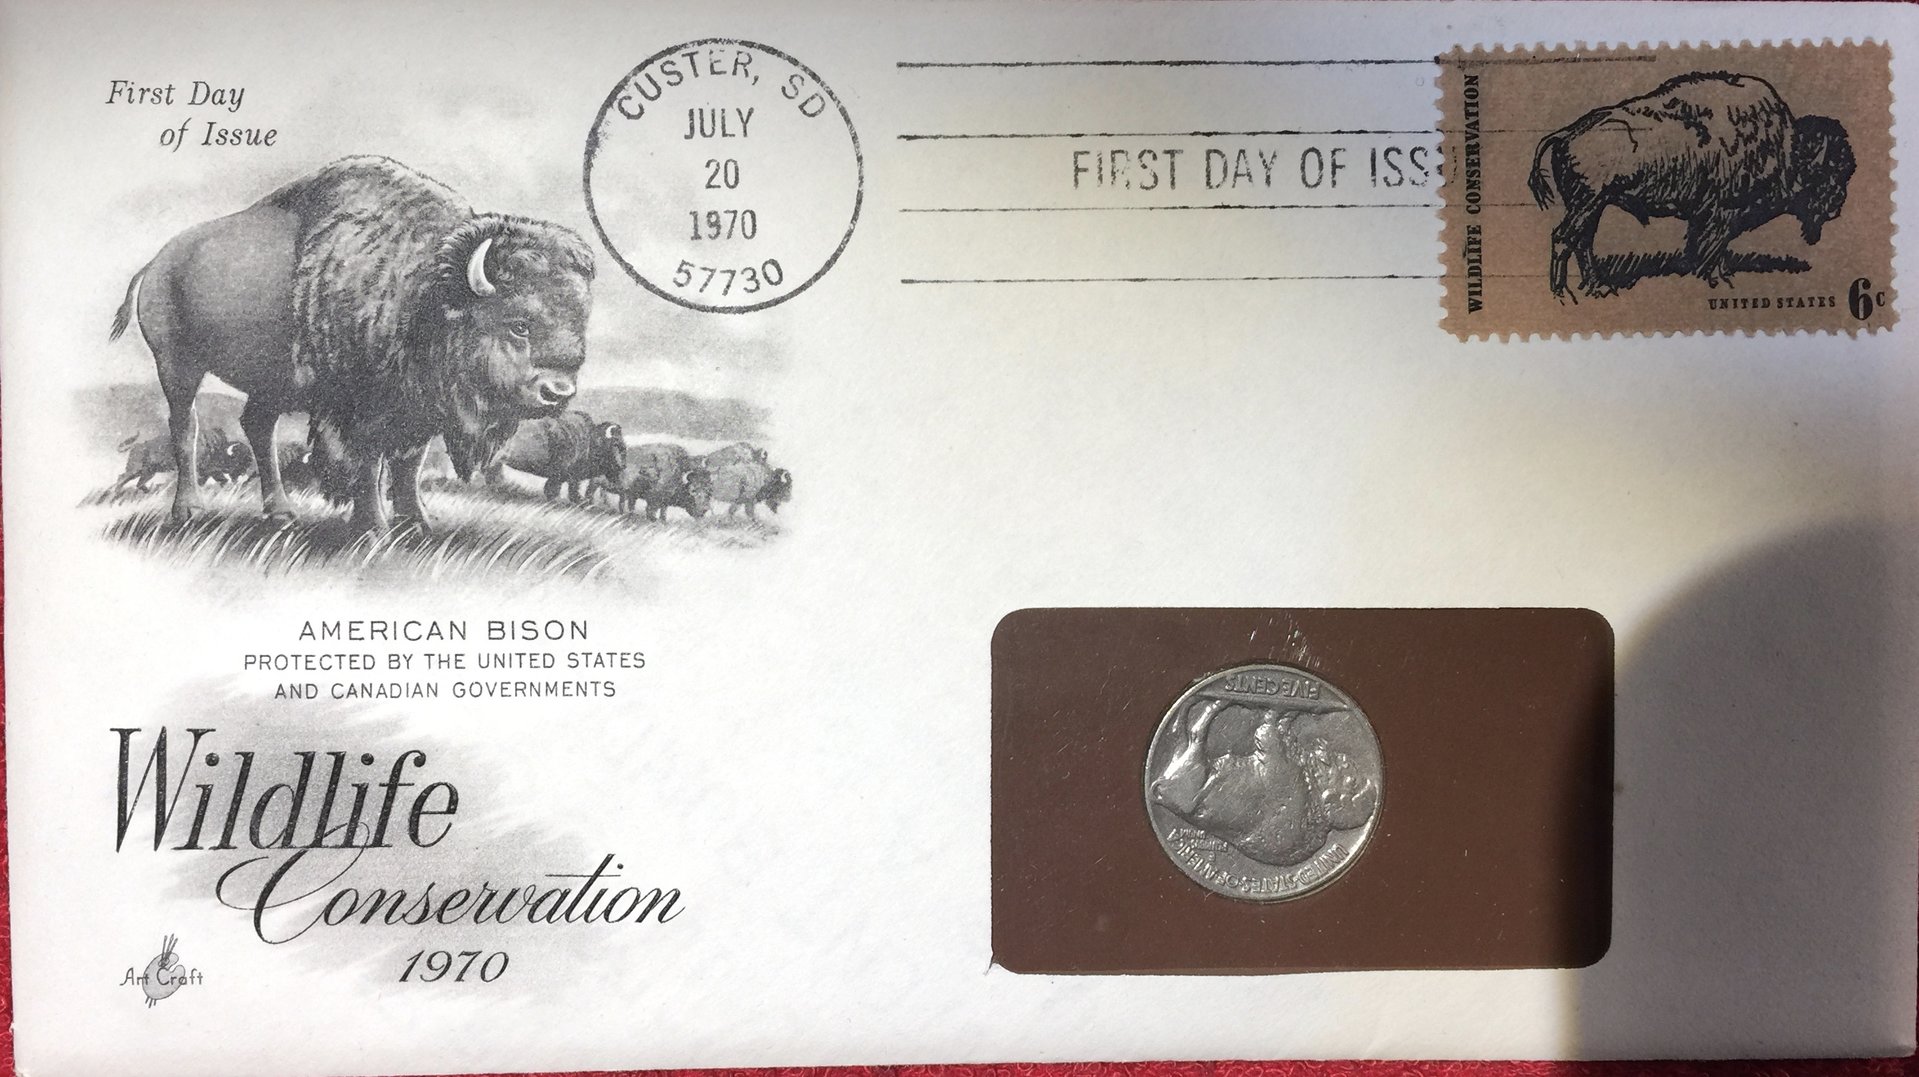 First Day
of Issue
CUSTER, SD
JULY
20
1970
57730
FIRST DAY OF ISS
WILDLIFE CONSERVATION
UNITED STATES 6c
AMERICAN BISON
PROTECTED BY THE UNITED STATES
AND CANADIAN GOVERNMENTS
Wildlife
Conservation
1970
Art Craft
FIVE CENTS
UNITED STATES OF AMERICA
E PLURIBUS UNUM